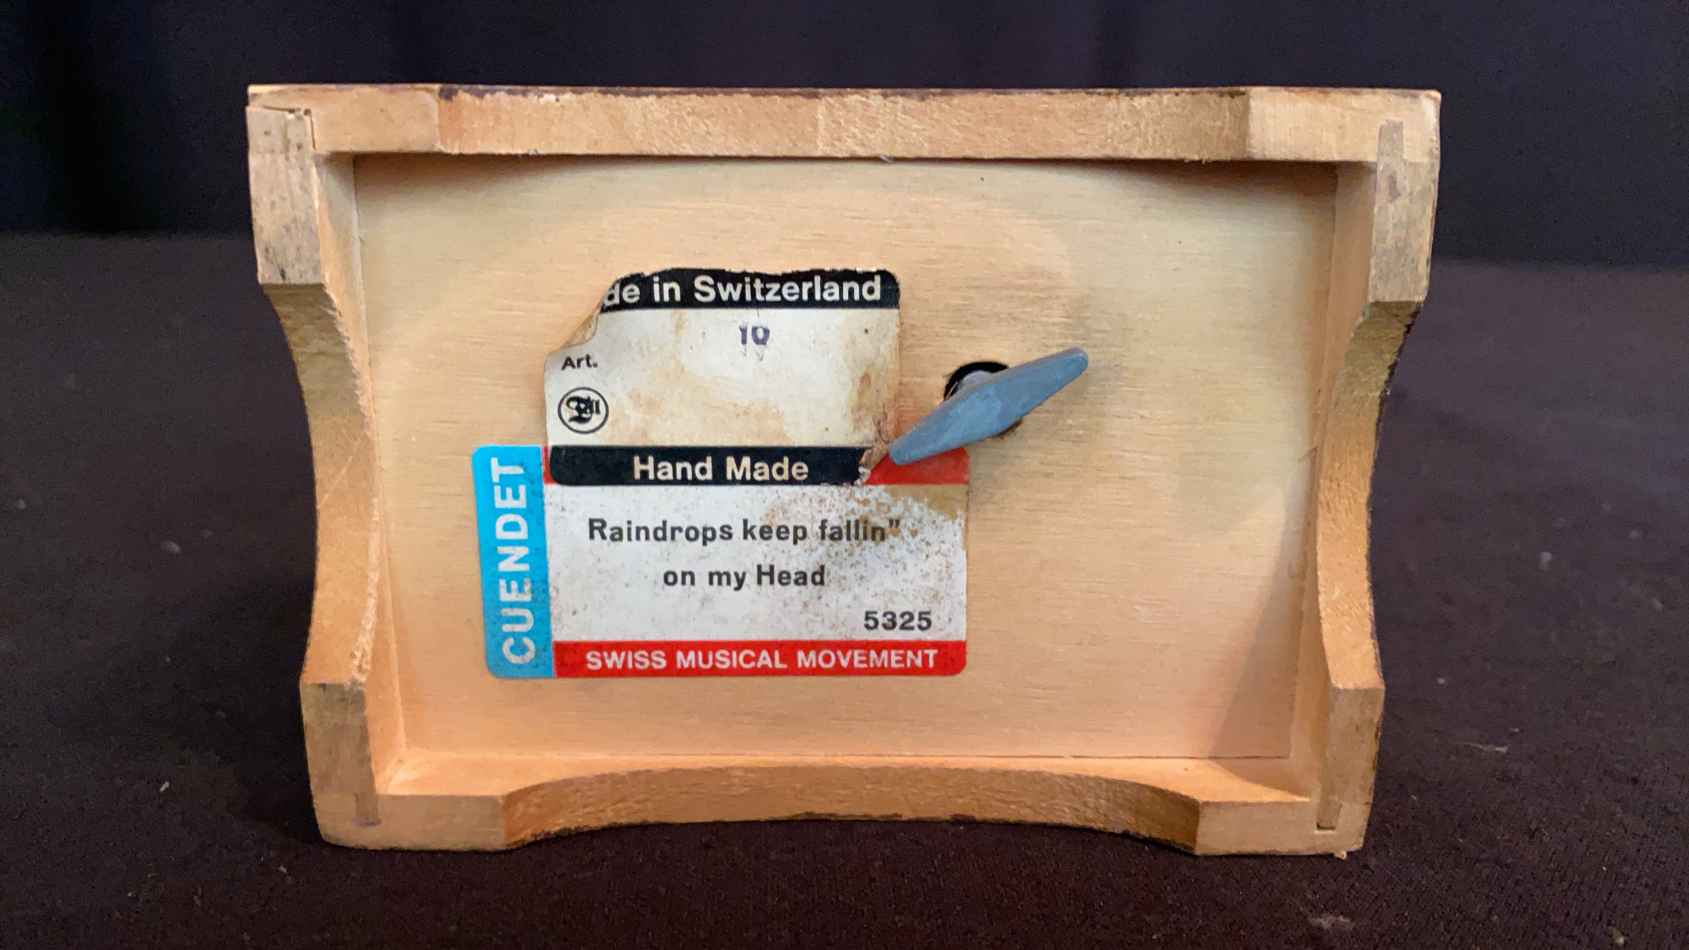 de in Switzerland
10
Art.
Hand Made
CUENDET
Raindrops keep fallin"
on my Head
5325
SWISS MUSICAL MOVEMENT